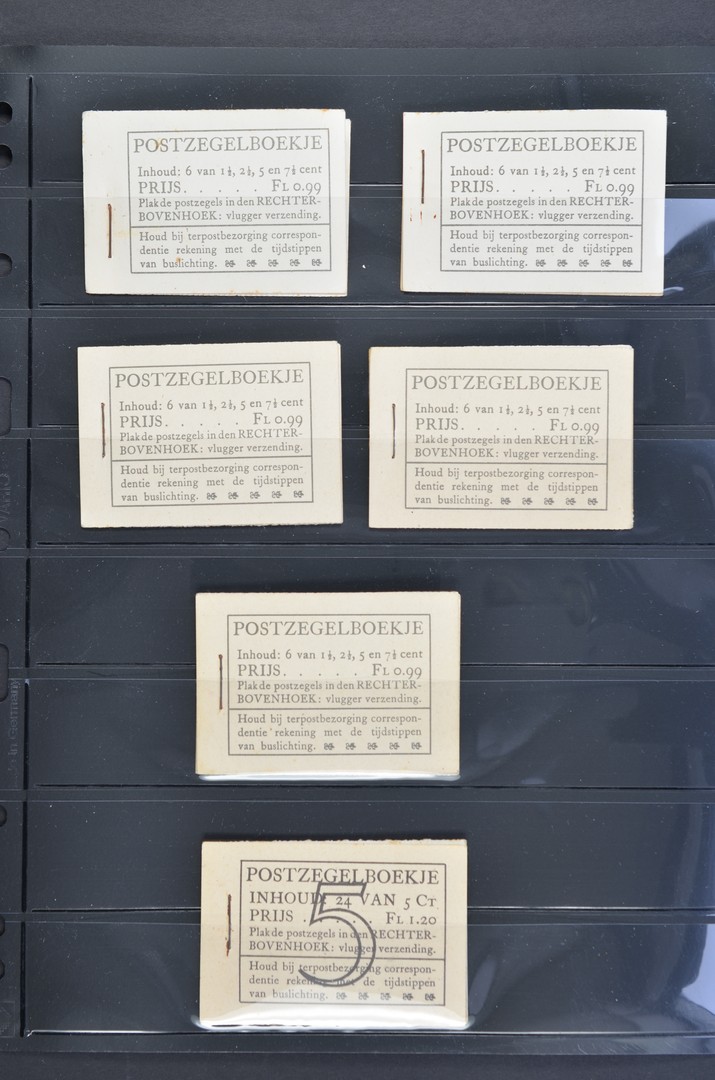 POSTZEGELBOEKJE
Inhoud: 6 van 1½, 2½, 5 en 7½ cent
PRIJS. . . . . FL 0.99
Plak de postzegels in den RECHTER-
BOVENHOEK: vlugger verzending.
Houd bij terpostbezorging correspon-
dentie rekening met de tijdstippen
van buslichting.
POSTZEGELBOEKJE
Inhoud: 6 van 1½, 2½, 5 en 7½ cent
PRIJS. . . . . FL 0.99
Plak de postzegels in den RECHTER-
BOVENHOEK: vlugger verzending.
Houd bij terpostbezorging correspon-
dentie rekening met de tijdstippen
van buslichting.
POSTZEGELBOEKJE
Inhoud: 6 van 1½, 2½, 5 en 7½ cent
PRIJS. . . . . FL 0.99
Plak de postzegels in den RECHTER-
BOVENHOEK: vlugger verzending.
Houd bij terpostbezorging correspon-
dentie rekening met de tijdstippen
van buslichting.
POSTZEGELBOEKJE
Inhoud: 6 van 1½, 2½, 5 en 7½ cent
PRIJS. . . . . FL 0.99
Plak de postzegels in den RECHTER-
BOVENHOEK: vlugger verzending.
Houd bij terpostbezorging correspon-
dentie rekening met de tijdstippen
van buslichting.
POSTZEGELBOEKJE
Inhoud: 6 van 1½, 2½, 5 en 7½ cent
PRIJS. . . . . FL 0.99
Plak de postzegels in den RECHTER-
BOVENHOEK: vlugger verzending.
Houd bij terpostbezorging correspon-
dentie rekening met de tijdstippen
van buslichting.
POSTZEGELBOEKJE
INHOUD: 24 VAN 5 CT.
PRIJS . . . . . FL 1.20
Plak de postzegels in den RECHTER-
BOVENHOEK: vlugger verzending.
Houd bij terpostbezorging correspon-
dentie rekening met de tijdstippen
van buslichting.
5
in Germany